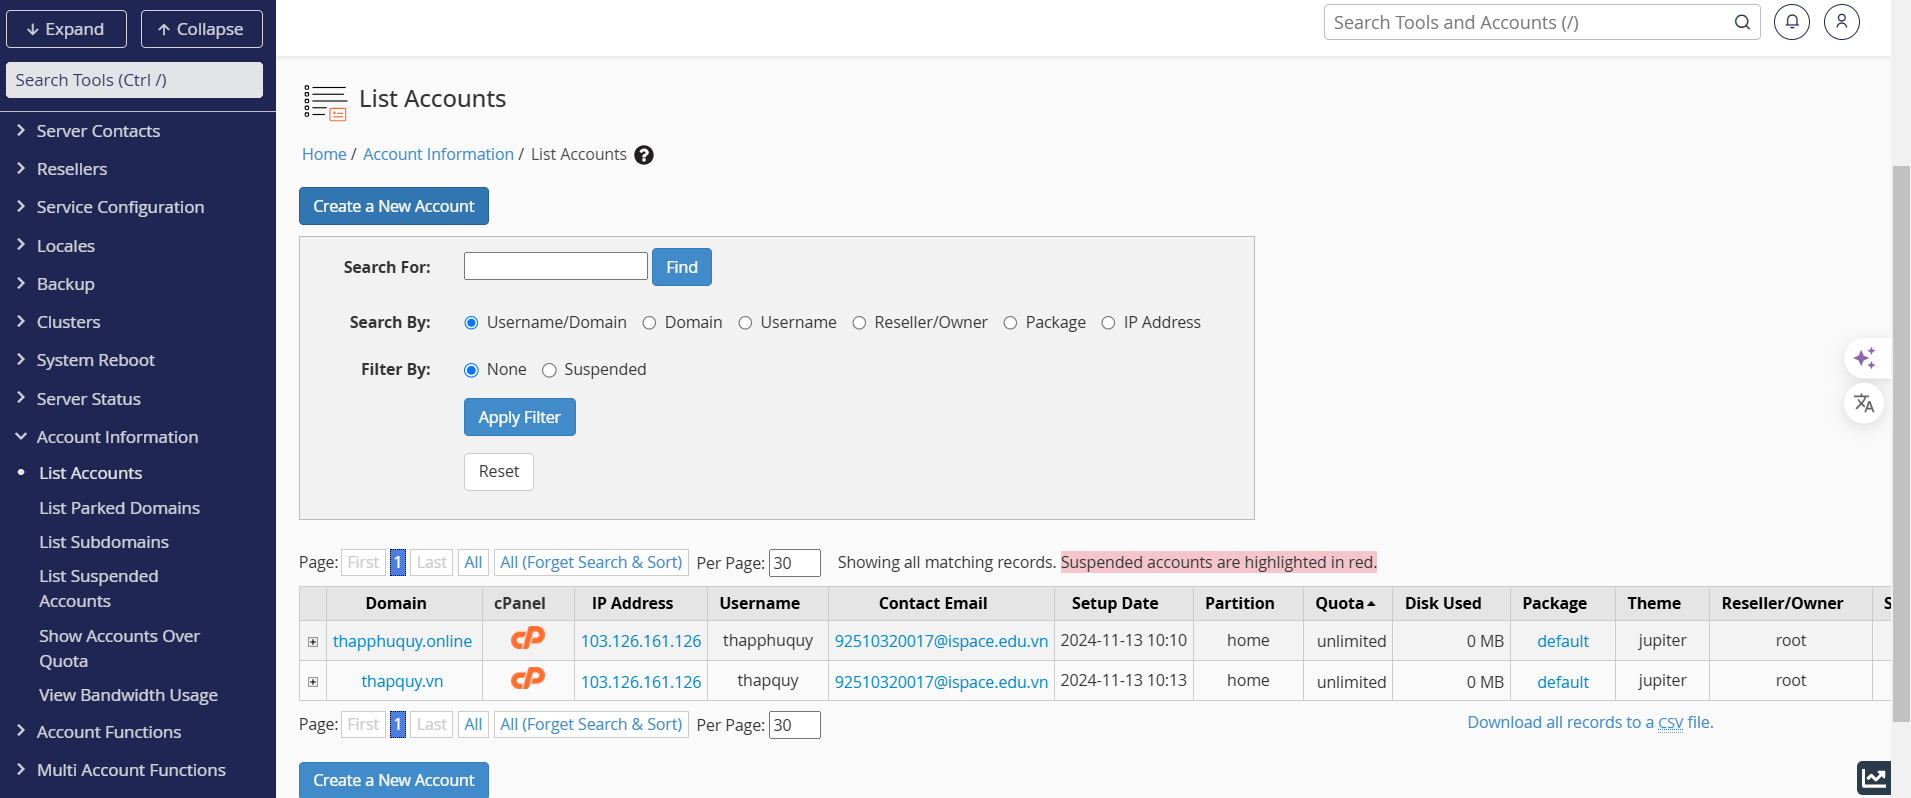 Expand
Collapse
Search Tools (Ctrl /)
Server Contacts
Resellers
Service Configuration
Locales
Backup
Clusters
System Reboot
Server Status
Account Information
List Accounts
List Parked Domains
List Subdomains
List Suspended
Accounts
Show Accounts Over
Quota
View Bandwidth Usage
Account Functions
Multi Account Functions
Search Tools and Accounts (/)
List Accounts
Home / Account Information / List Accounts
Create a New Account
Search For: Find
Search By: Username/Domain Domain Username Reseller/Owner Package IP Address
Filter By: None Suspended
Apply Filter
Reset
Page: First 1 Last All All (Forget Search & Sort) Per Page: 30 Showing all matching records. Suspended accounts are highlighted in red.
Domain cPanel IP Address Username Contact Email Setup Date Partition Quota Disk Used Package Theme Reseller/Owner S
thapphuquy.online cP 103.126.161.126 thapphuquy 92510320017@ispace.edu.vn 2024-11-13 10:10 home unlimited 0 MB default jupiter root
thapquy.vn cP 103.126.161.126 thapquy 92510320017@ispace.edu.vn 2024-11-13 10:13 home unlimited 0 MB default jupiter root
Page: First 1 Last All All (Forget Search & Sort) Per Page: 30
Download all records to a CSV file.
Create a New Account